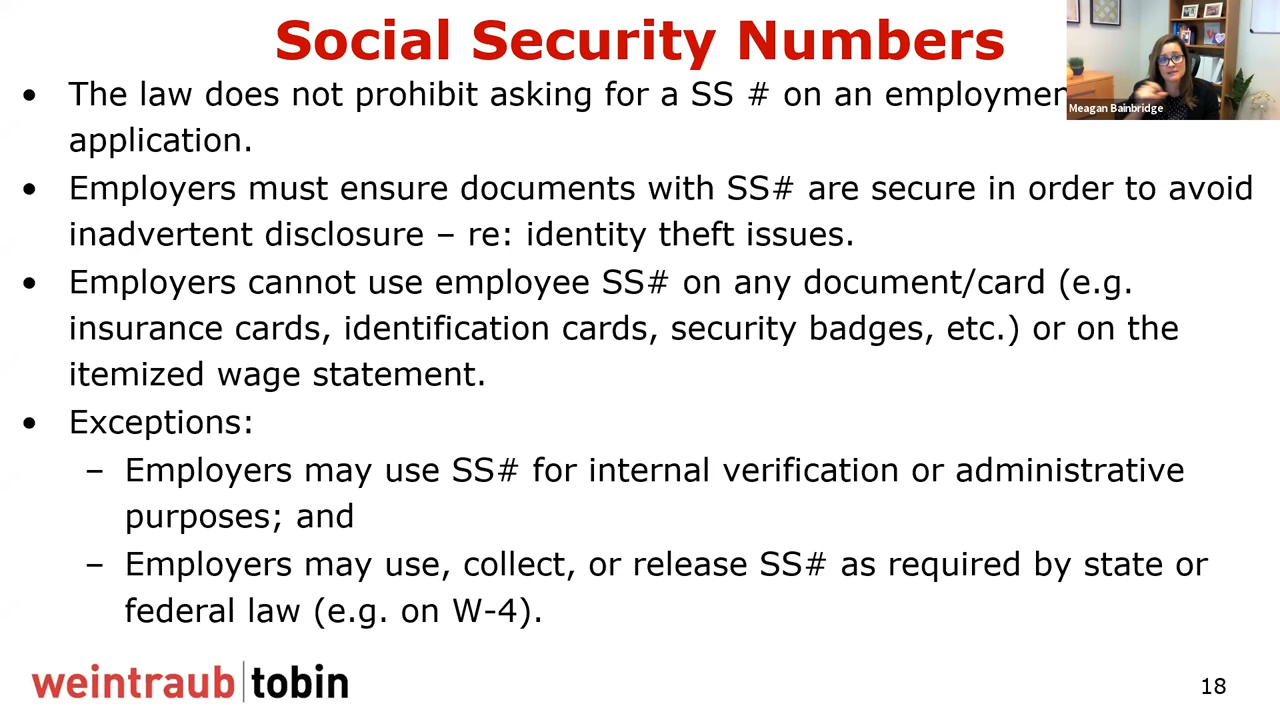 Social Security Numbers
• The law does not prohibit asking for a SS # on an employmen
application.
• Employers must ensure documents with SS# are secure in order to avoid
inadvertent disclosure – re: identity theft issues.
• Employers cannot use employee SS# on any document/card (e.g.
insurance cards, identification cards, security badges, etc.) or on the
itemized wage statement.
• Exceptions:
– Employers may use SS# for internal verification or administrative
purposes; and
– Employers may use, collect, or release SS# as required by state or
federal law (e.g. on W-4).
Meagan Bainbridge
weintraub|tobin
18